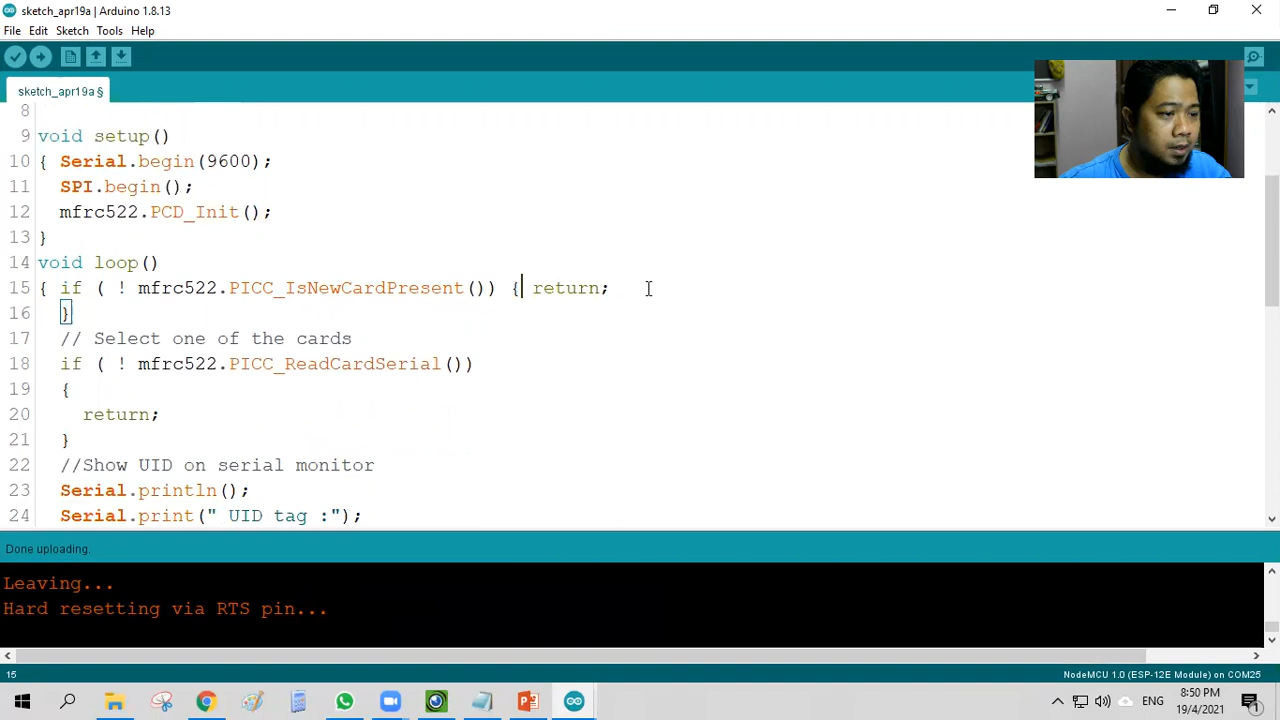 sketch_apr19a | Arduino 1.8.13
File Edit Sketch Tools Help
sketch_apr19a §
8
9 void setup()
10 { Serial.begin(9600);
11 SPI.begin();
12 mfrc522.PCD_Init();
13 }
14 void loop()
15 { if ( ! mfrc522.PICC_IsNewCardPresent()) { return;
16 }
17 // Select one of the cards
18 if ( ! mfrc522.PICC_ReadCardSerial())
19 {
20 return;
21 }
22 //Show UID on serial monitor
23 Serial.println();
24 Serial.print(" UID tag :");
Done uploading.
Leaving...
Hard resetting via RTS pin...
15 NodeMCU 1.0 (ESP-12E Module) on COM25
ENG
8:50 PM
19/4/2021